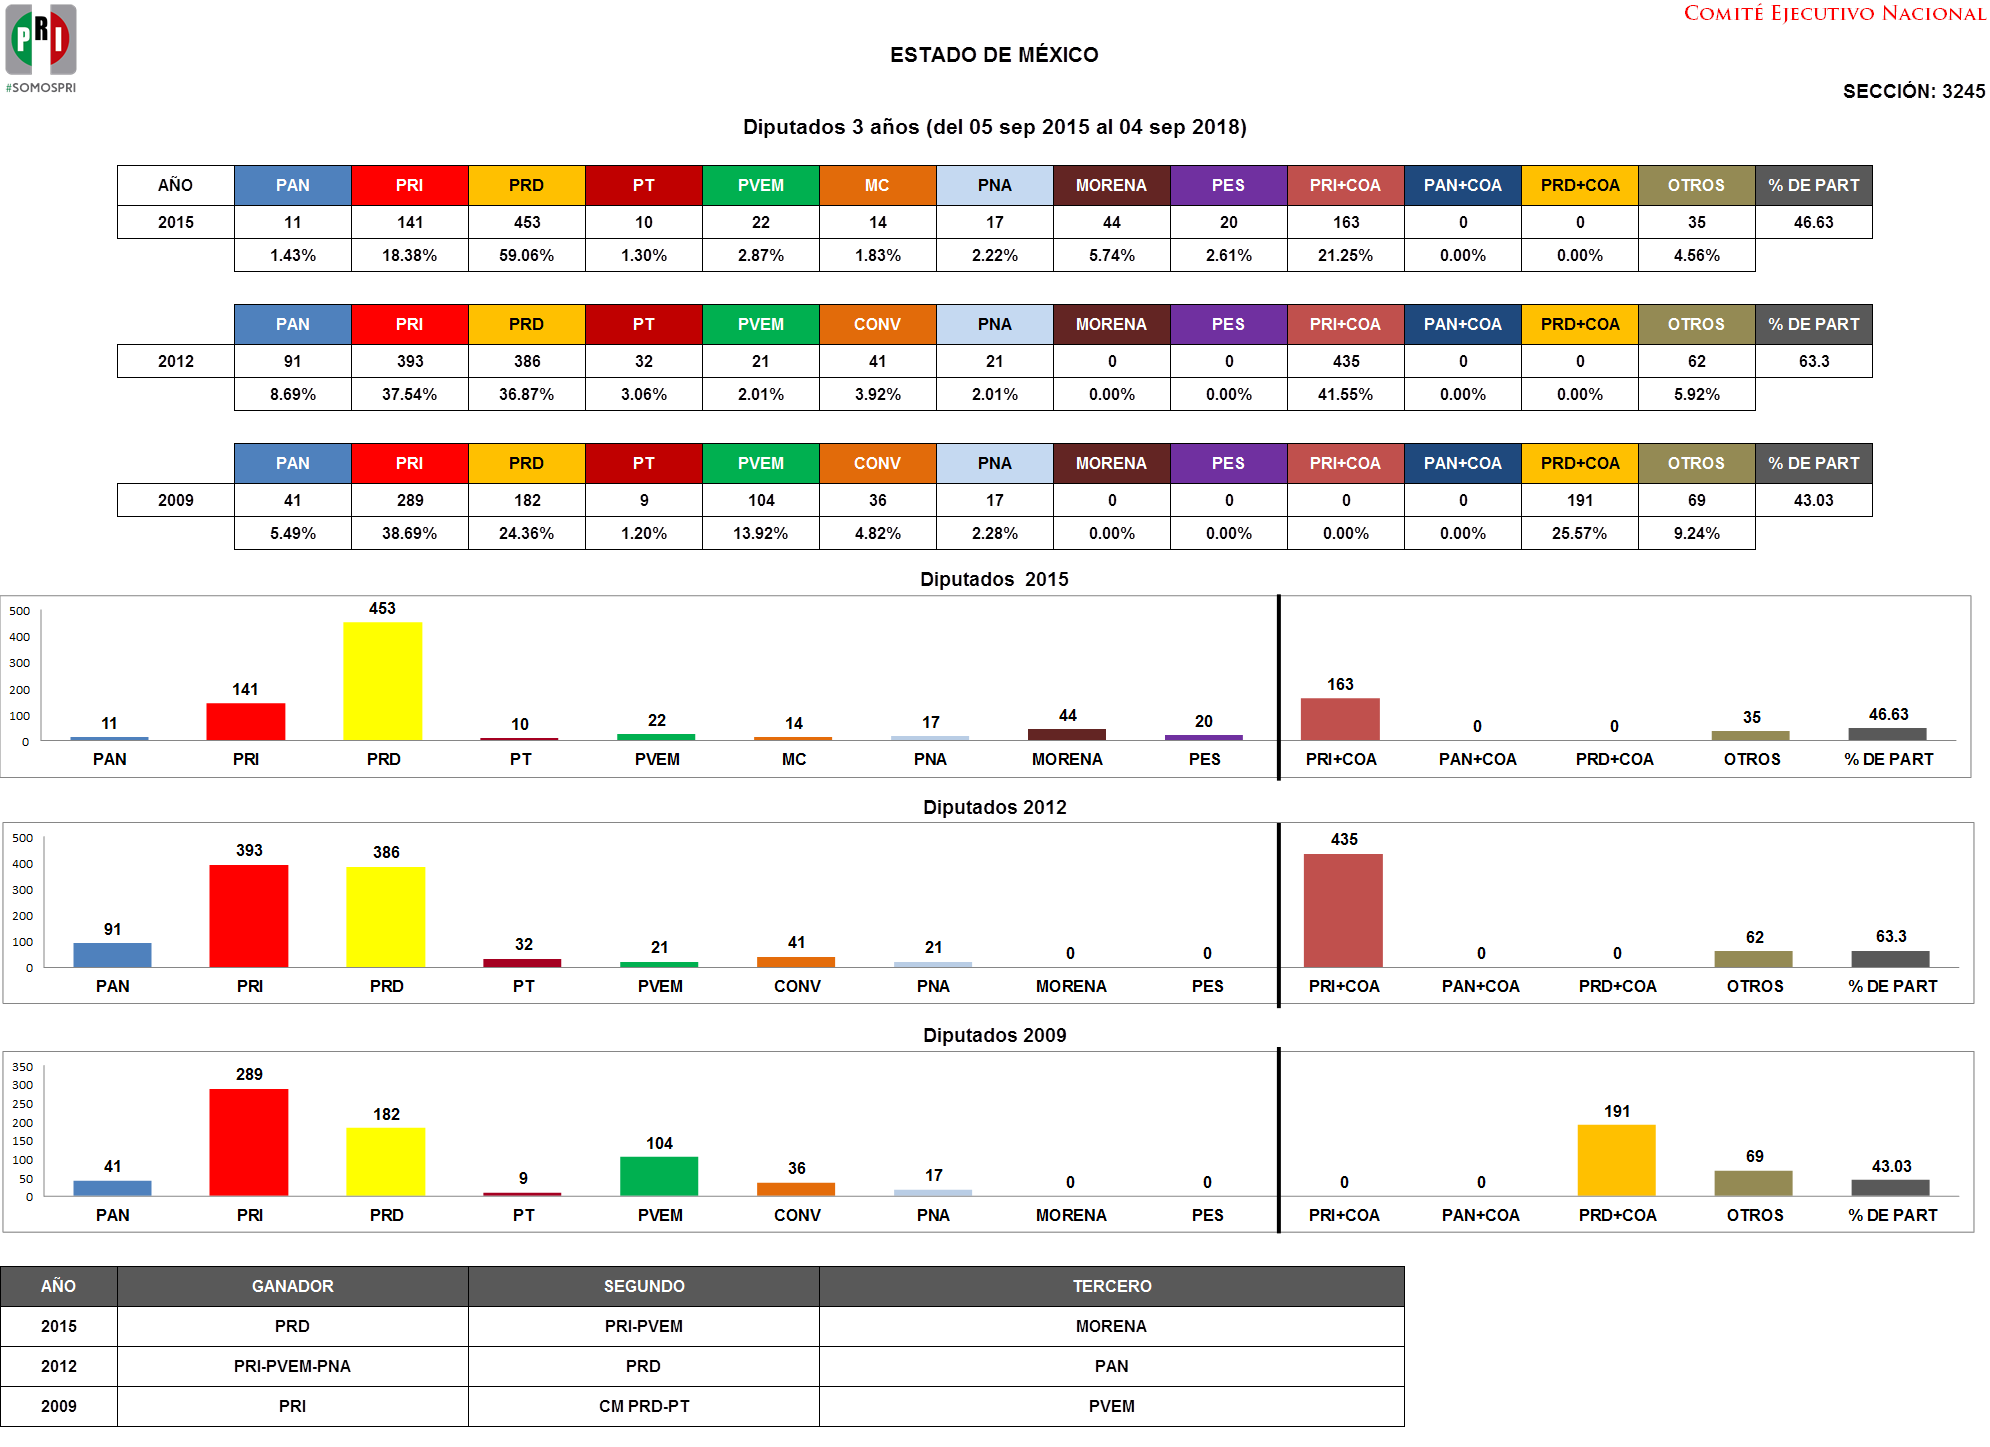 PRI
#SOMOSPRI
COMITÉ EJECUTIVO NACIONAL
ESTADO DE MÉXICO
SECCIÓN: 3245
Diputados 3 años (del 05 sep 2015 al 04 sep 2018)
AÑO PAN PRI PRD PT PVEM MC PNA MORENA PES PRI+COA PAN+COA PRD+COA OTROS % DE PART
2015 11 141 453 10 22 14 17 44 20 163 0 0 35 46.63
1.43% 18.38% 59.06% 1.30% 2.87% 1.83% 2.22% 5.74% 2.61% 21.25% 0.00% 0.00% 4.56%
PAN PRI PRD PT PVEM CONV PNA MORENA PES PRI+COA PAN+COA PRD+COA OTROS % DE PART
2012 91 393 386 32 21 41 21 0 0 435 0 0 62 63.3
8.69% 37.54% 36.87% 3.06% 2.01% 3.92% 2.01% 0.00% 0.00% 41.55% 0.00% 0.00% 5.92%
PAN PRI PRD PT PVEM CONV PNA MORENA PES PRI+COA PAN+COA PRD+COA OTROS % DE PART
2009 41 289 182 9 104 36 17 0 0 0 0 191 69 43.03
5.49% 38.69% 24.36% 1.20% 13.92% 4.82% 2.28% 0.00% 0.00% 0.00% 0.00% 25.57% 9.24%
Diputados 2015
500
400
300
200
100
0
11 141 453 10 22 14 17 44 20 163 0 0 35 46.63
PAN PRI PRD PT PVEM MC PNA MORENA PES PRI+COA PAN+COA PRD+COA OTROS % DE PART
Diputados 2012
500
400
300
200
100
0
91 393 386 32 21 41 21 0 0 435 0 0 62 63.3
PAN PRI PRD PT PVEM CONV PNA MORENA PES PRI+COA PAN+COA PRD+COA OTROS % DE PART
Diputados 2009
350
300
250
200
150
100
50
0
41 289 182 9 104 36 17 0 0 0 0 191 69 43.03
PAN PRI PRD PT PVEM CONV PNA MORENA PES PRI+COA PAN+COA PRD+COA OTROS % DE PART
AÑO GANADOR SEGUNDO TERCERO
2015 PRD PRI-PVEM MORENA
2012 PRI-PVEM-PNA PRD PAN
2009 PRI CM PRD-PT PVEM